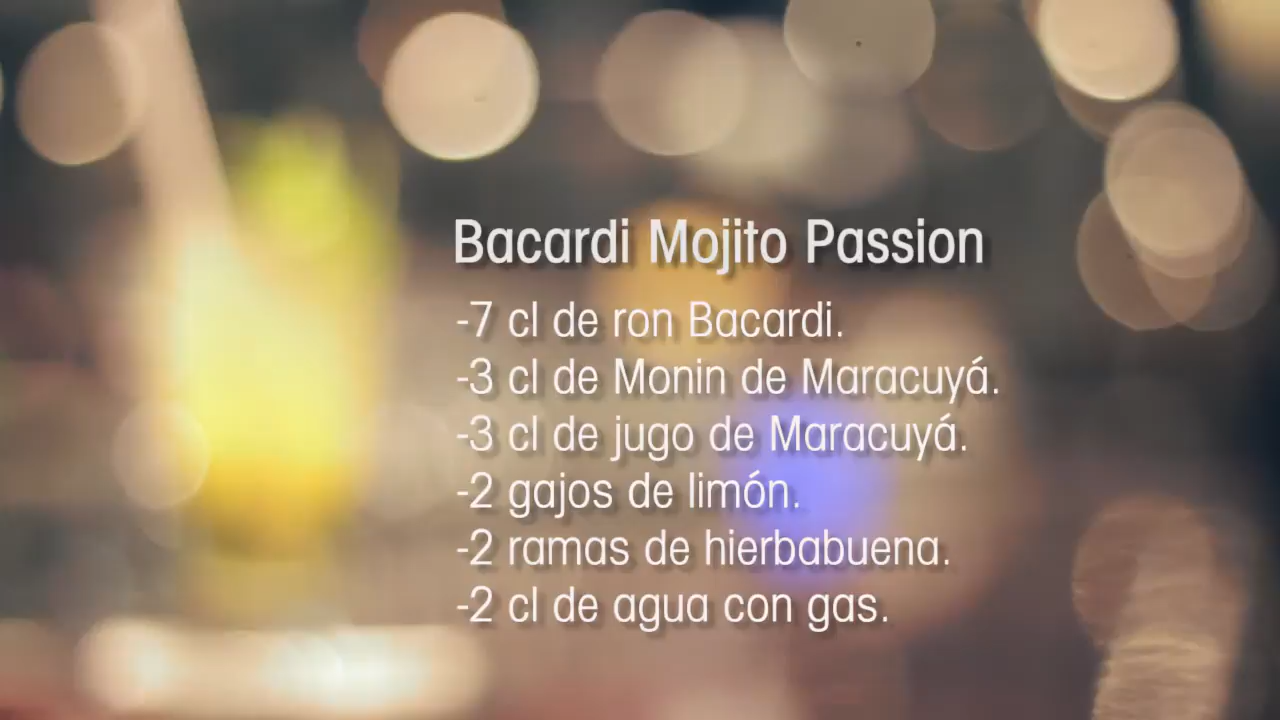 Bacardi Mojito Passion
-7 cl de ron Bacardi.
-3 cl de Monin de Maracuyá.
-3 cl de jugo de Maracuyá.
-2 gajos de limón.
-2 ramas de hierbabuena.
-2 cl de agua con gas.